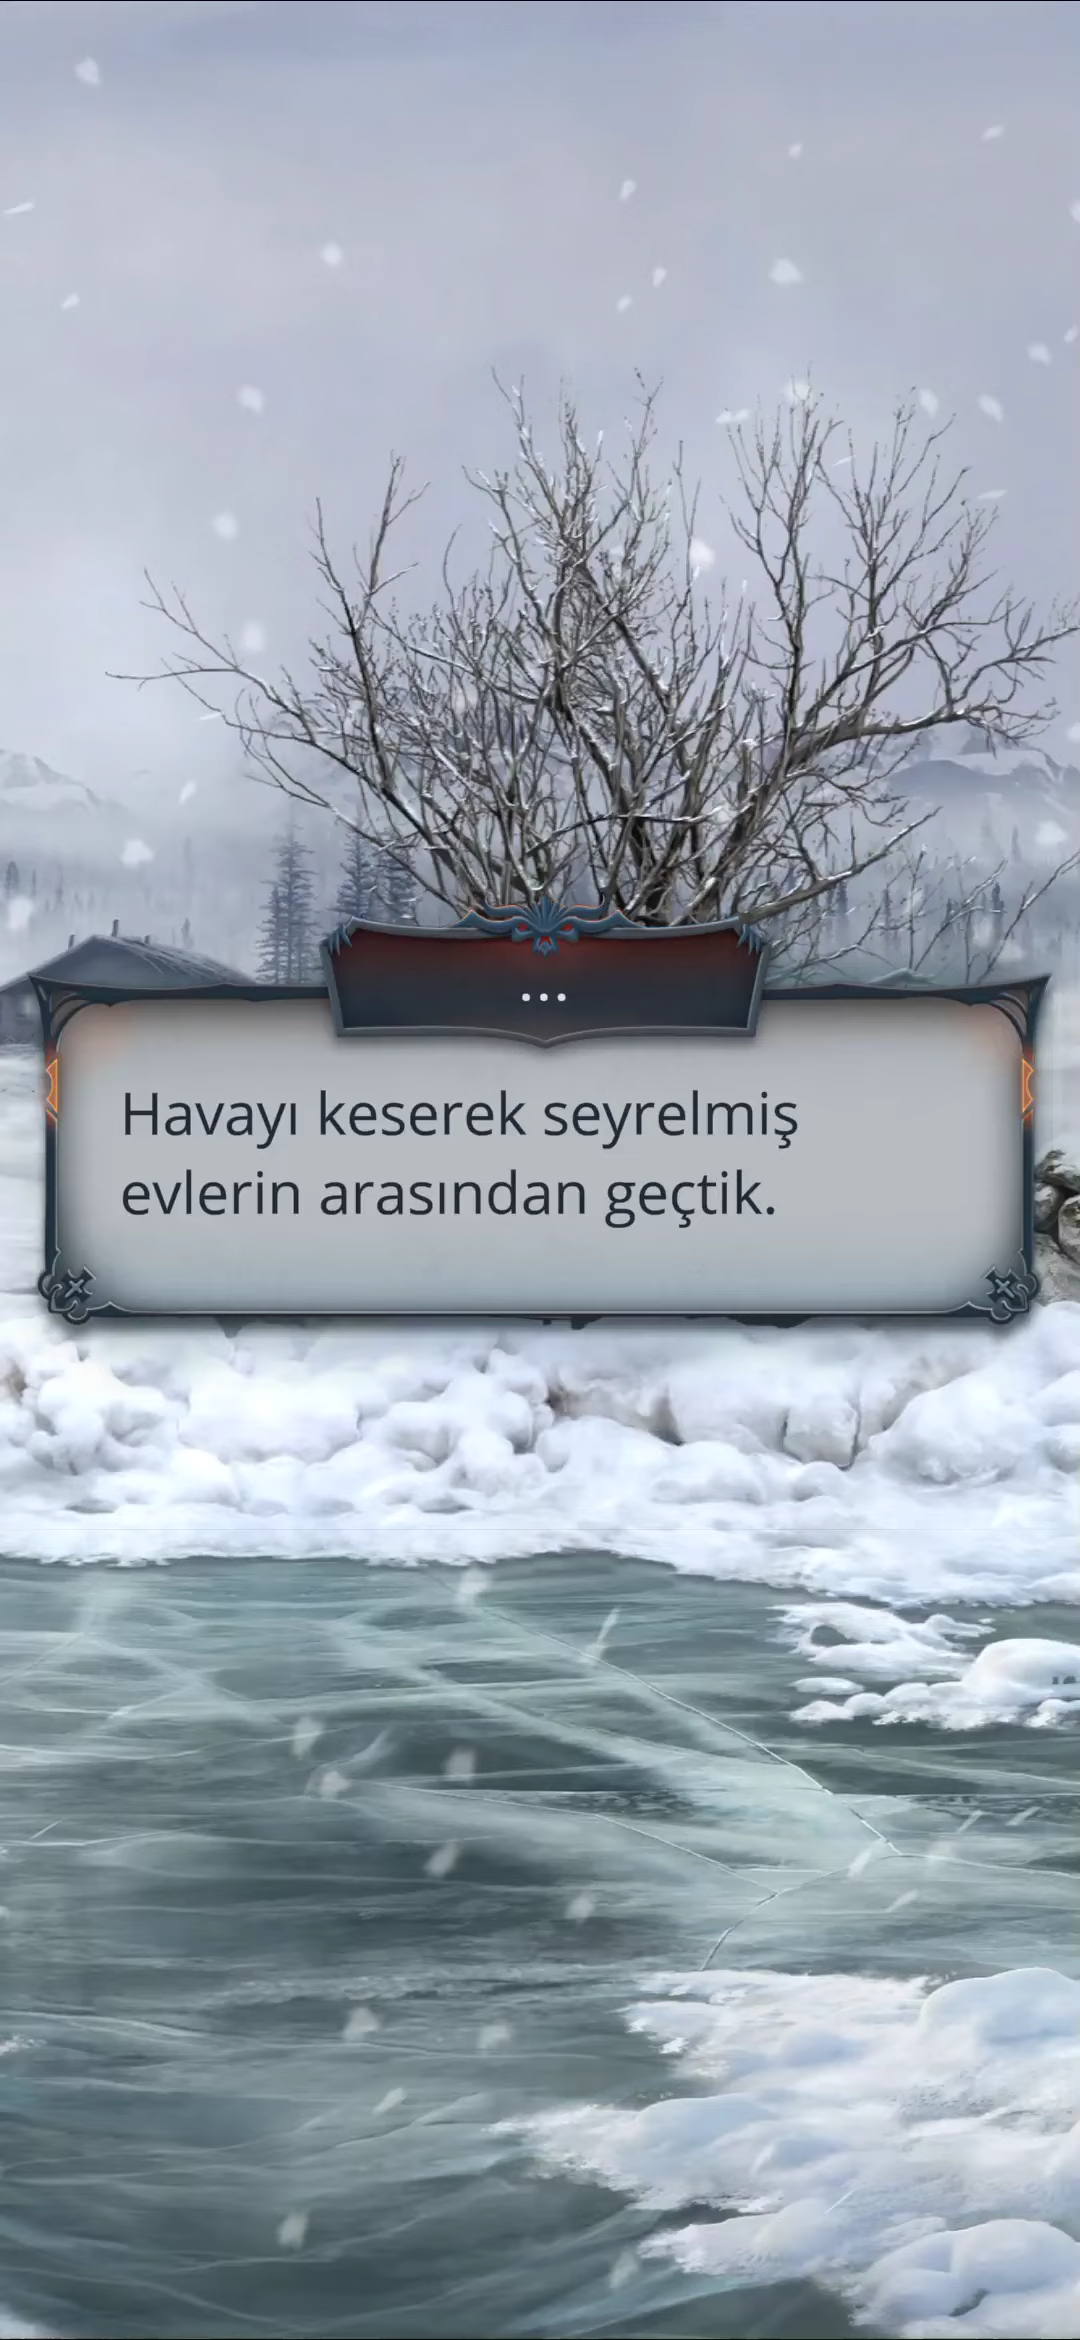 ...
Havayı keserek seyrelmiş
evlerin arasından geçtik.